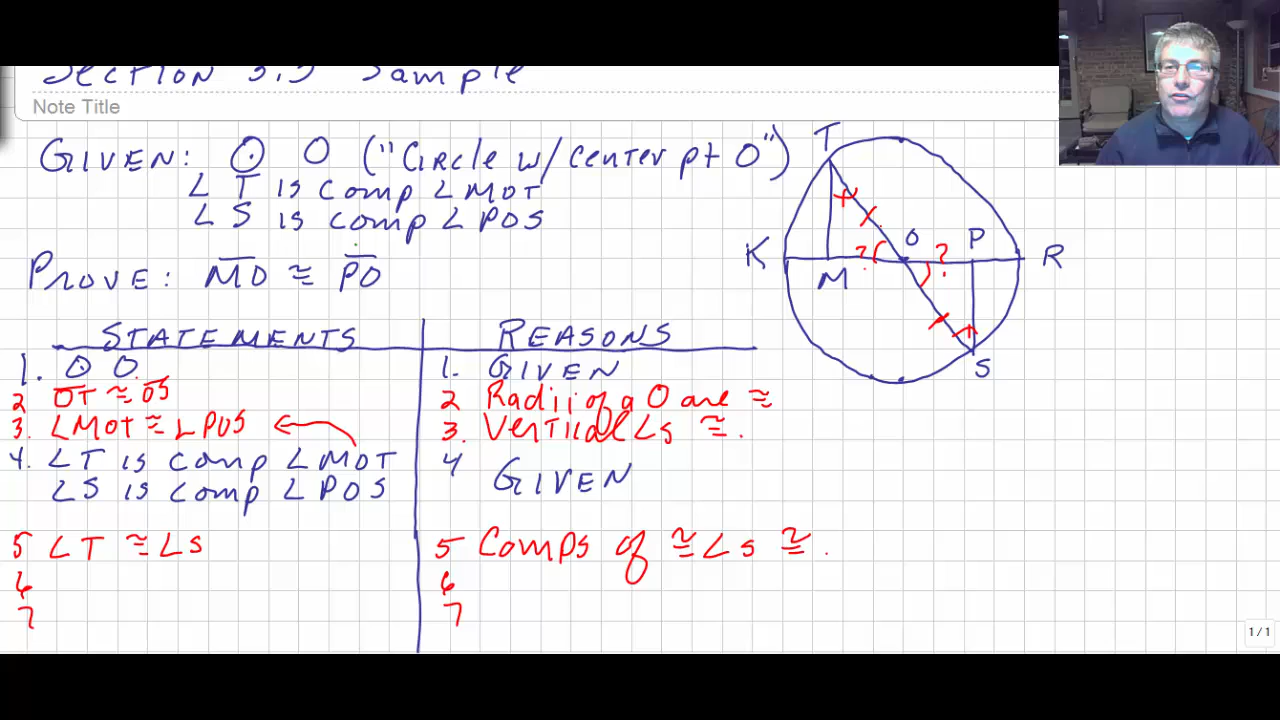 Section 3.3 Sample
Note Title
GIVEN: ⊙ O ("Circle w/ center pt O")
∠ T is comp ∠ MOT
∠ S is comp ∠ POS
PROVE: MO ≅ PO
STATEMENTS REASONS
1. ⊙ O 1. GIVEN
2 OT ≅ OS 2 Radii of a O are ≅
3. ∠MOT ≅ ∠POS 3. Vertical ∠s ≅.
4. ∠T is comp ∠ MOT 4 GIVEN
∠S is comp ∠ POS
5 ∠T ≅ ∠S 5 Comps of ≅ ∠s ≅.
6 6
7 7
T
K M O P R
? ?
S
1 / 1